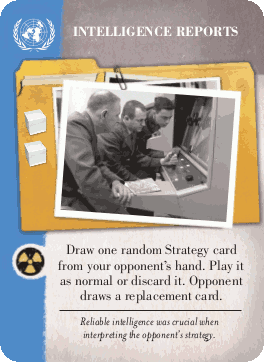 INTELLIGENCE REPORTS
Draw one random Strategy card
from your opponent's hand. Play it
as normal or discard it. Opponent
draws a replacement card.
Reliable intelligence was crucial when
interpreting the opponent's strategy.